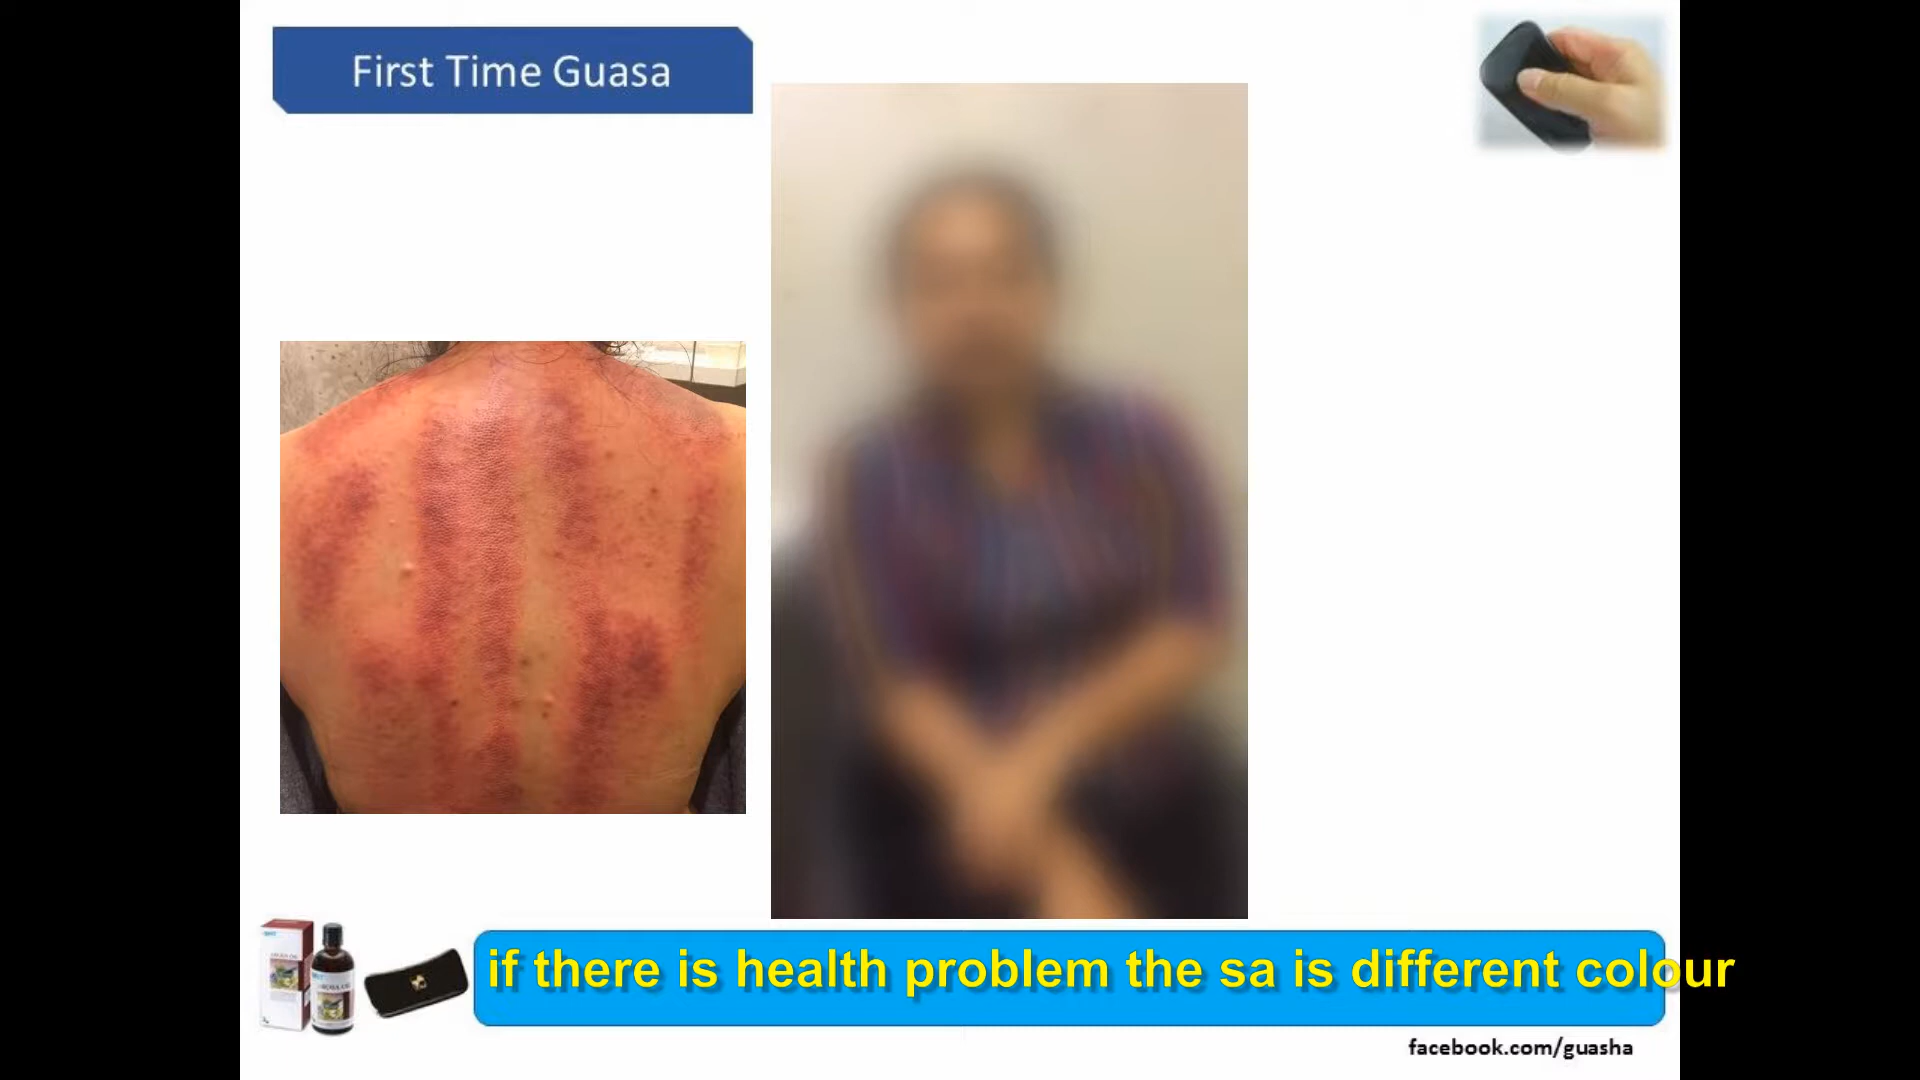 First Time Guasa
if there is health problem the sa is different colour
facebook.com/guasha